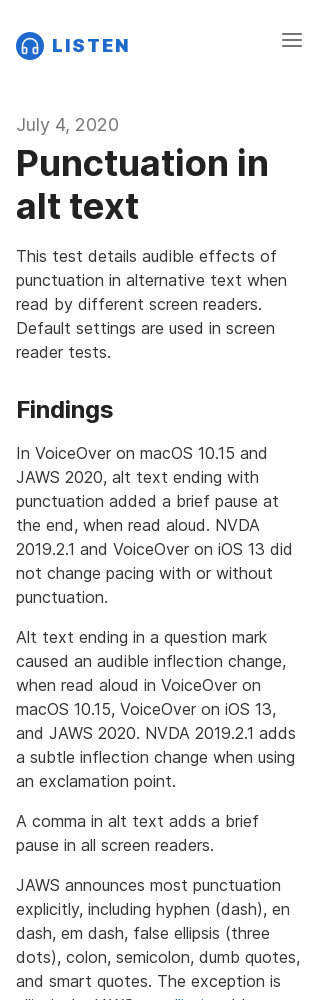 LISTEN
July 4, 2020
Punctuation in
alt text
This test details audible effects of
punctuation in alternative text when
read by different screen readers.
Default settings are used in screen
reader tests.
Findings
In VoiceOver on macOS 10.15 and
JAWS 2020, alt text ending with
punctuation added a brief pause at
the end, when read aloud. NVDA
2019.2.1 and VoiceOver on iOS 13 did
not change pacing with or without
punctuation.
Alt text ending in a question mark
caused an audible inflection change,
when read aloud in VoiceOver on
macOS 10.15, VoiceOver on iOS 13,
and JAWS 2020. NVDA 2019.2.1 adds
a subtle inflection change when using
an exclamation point.
A comma in alt text adds a brief
pause in all screen readers.
JAWS announces most punctuation
explicitly, including hyphen (dash), en
dash, em dash, false ellipsis (three
dots), colon, semicolon, dumb quotes,
and smart quotes. The exception is